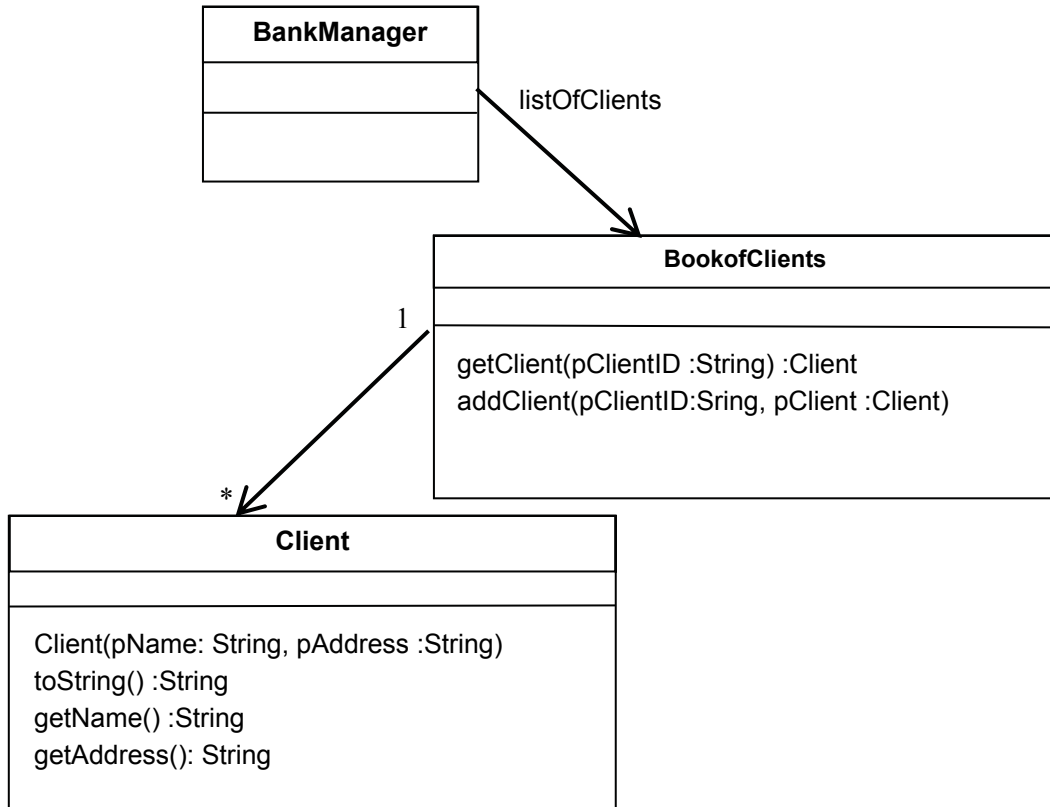 BankManager
listOfClients
BookofClients
1
getClient(pClientID :String) :Client
addClient(pClientID:Sring, pClient :Client)
*
Client
Client(pName: String, pAddress :String)
toString() :String
getName() :String
getAddress(): String